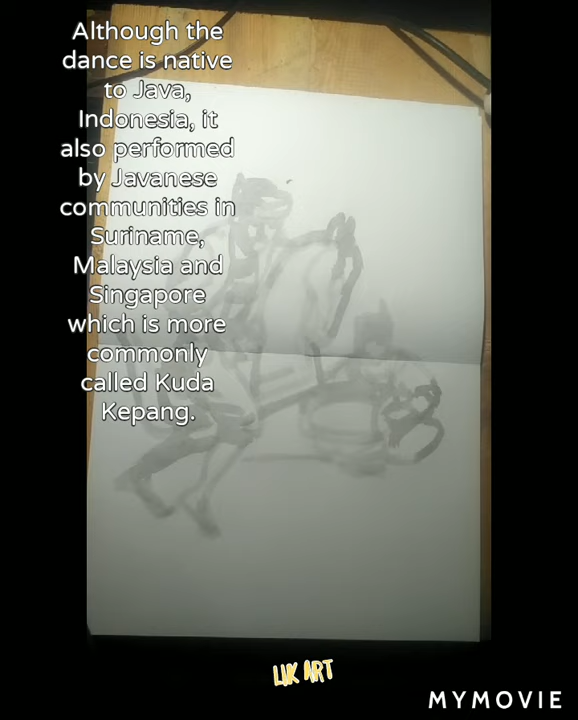 Although the
dance is native
to Java,
Indonesia, it
also performed
by Javanese
communities in
Suriname,
Malaysia and
Singapore
which is more
commonly
called Kuda
Kepang.
LIK ART
MYMOVIE